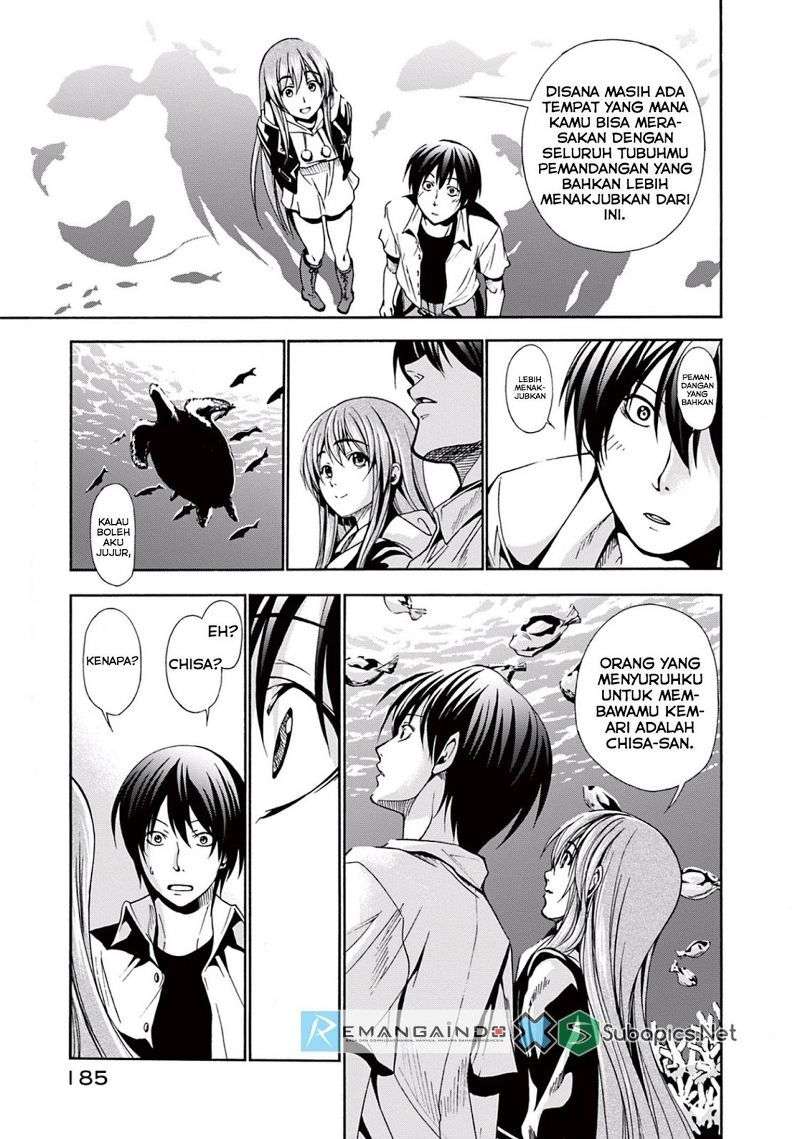 DISANA MASIH ADA
TEMPAT YANG MANA
KAMU BISA MERA-
SAKAN DENGAN
SELURUH TUBUHMU
PEMANDANGAN YANG
BAHKAN LEBIH
MENAKJUBKAN DARI
INI.
PEMAN-
DANGAN
YANG
BAHKAN
LEBIH
MENAK-
JUBKAN
KALAU
BOLEH
AKU
JUJUR,
ORANG YANG
MENYURUHKU
UNTUK MEM-
BAWAMU KEM-
ARI ADALAH
CHISA-SAN.
EH?
CHISA?
KENAPA?
REMANGAINDO
Subapics.Net
185